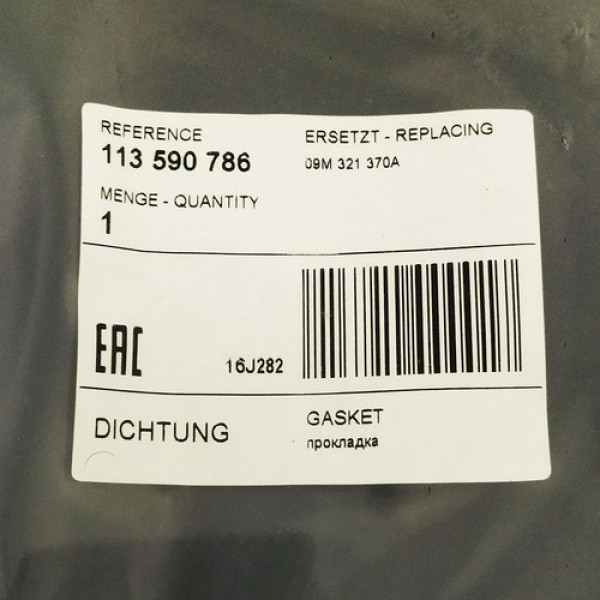 REFERENCE
113 590 786
ERSETZT - REPLACING
09M 321 370A
MENGE - QUANTITY
1
EAC
16J282
DICHTUNG
GASKET
прокладка